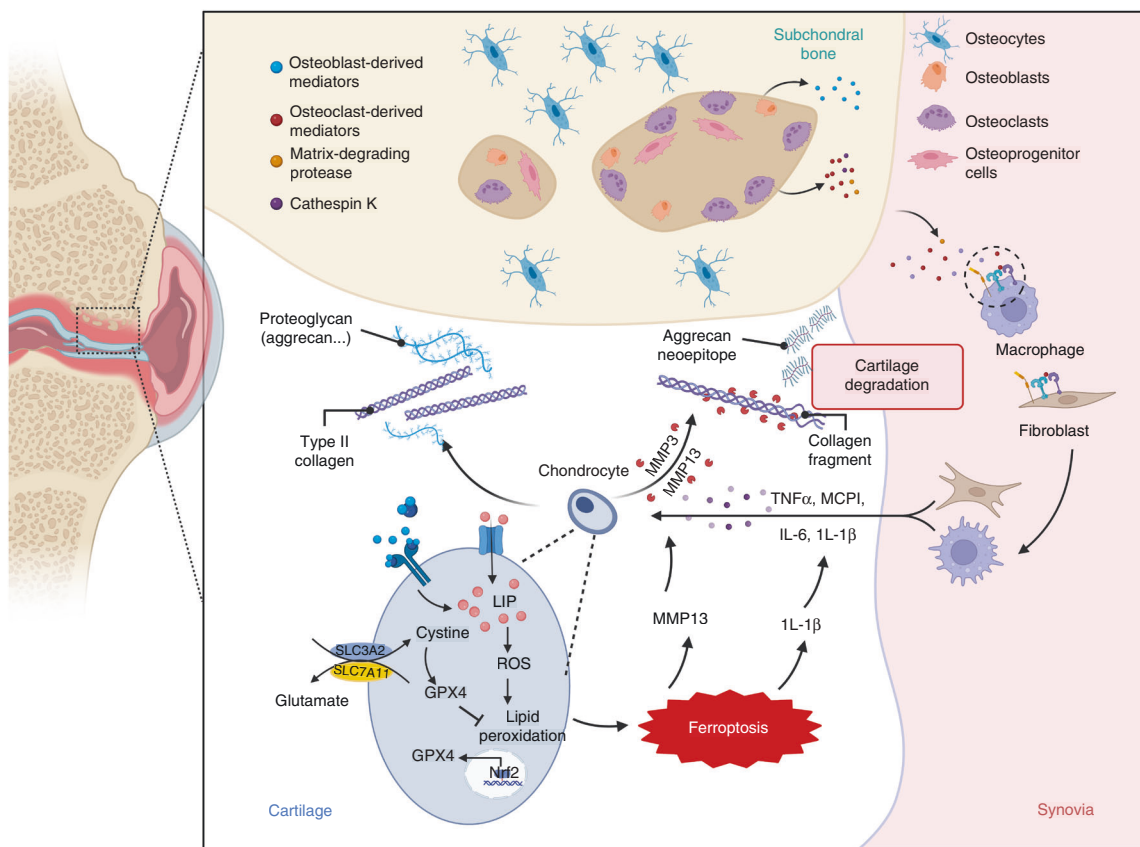 Subchondral
bone
Osteoblast-derived
mediators
Osteoclast-derived
mediators
Matrix-degrading
protease
Cathespin K
Osteocytes
Osteoblasts
Osteoclasts
Osteoprogenitor
cells
Proteoglycan
(aggrecan...)
Type II
collagen
Aggrecan
neoepitope
Cartilage
degradation
Collagen
fragment
Macrophage
Fibroblast
Chondrocyte
MMP3
MMP13
TNFα, MCPI,
IL-6, 1L-1β
LIP
Cystine
SLC3A2
SLC7A11
Glutamate
ROS
GPX4
Lipid
peroxidation
GPX4
Nrf2
MMP13
1L-1β
Ferroptosis
Cartilage
Synovia